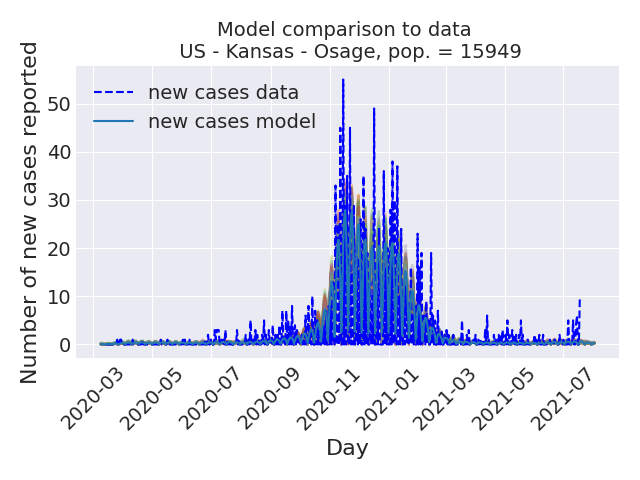 Model comparison to data
US - Kansas - Osage, pop. = 15949
Number of new cases reported
new cases data
new cases model
50
40
30
20
10
0
2020-03
2020-05
2020-07
2020-09
2020-11
2021-01
2021-03
2021-05
2021-07
Day